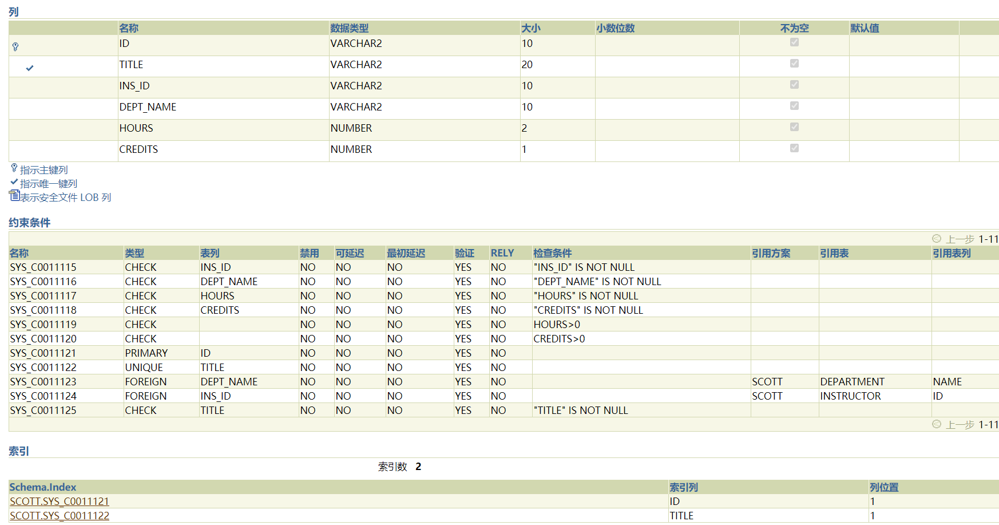 列
名称 数据类型 大小 小数位数 不为空 默认值
ID VARCHAR2 10
TITLE VARCHAR2 20
INS_ID VARCHAR2 10
DEPT_NAME VARCHAR2 10
HOURS NUMBER 2
CREDITS NUMBER 1
指示主键列
指示唯一键列
表示安全文件 LOB 列
约束条件
上一步 1-11
名称 类型 表列 禁用 可延迟 最初延迟 验证 RELY 检查条件 引用方案 引用表 引用表列
SYS_C0011115 CHECK INS_ID NO NO NO YES NO "INS_ID" IS NOT NULL
SYS_C0011116 CHECK DEPT_NAME NO NO NO YES NO "DEPT_NAME" IS NOT NULL
SYS_C0011117 CHECK HOURS NO NO NO YES NO "HOURS" IS NOT NULL
SYS_C0011118 CHECK CREDITS NO NO NO YES NO "CREDITS" IS NOT NULL
SYS_C0011119 CHECK NO NO NO YES NO HOURS>0
SYS_C0011120 CHECK NO NO NO YES NO CREDITS>0
SYS_C0011121 PRIMARY ID NO NO NO YES NO
SYS_C0011122 UNIQUE TITLE NO NO NO YES NO
SYS_C0011123 FOREIGN DEPT_NAME NO NO NO YES NO SCOTT DEPARTMENT NAME
SYS_C0011124 FOREIGN INS_ID NO NO NO YES NO SCOTT INSTRUCTOR ID
SYS_C0011125 CHECK TITLE NO NO NO YES NO "TITLE" IS NOT NULL
上一步 1-11
索引
索引数 2
Schema.Index 索引列 列位置
SCOTT.SYS_C0011121 ID 1
SCOTT.SYS_C0011122 TITLE 1